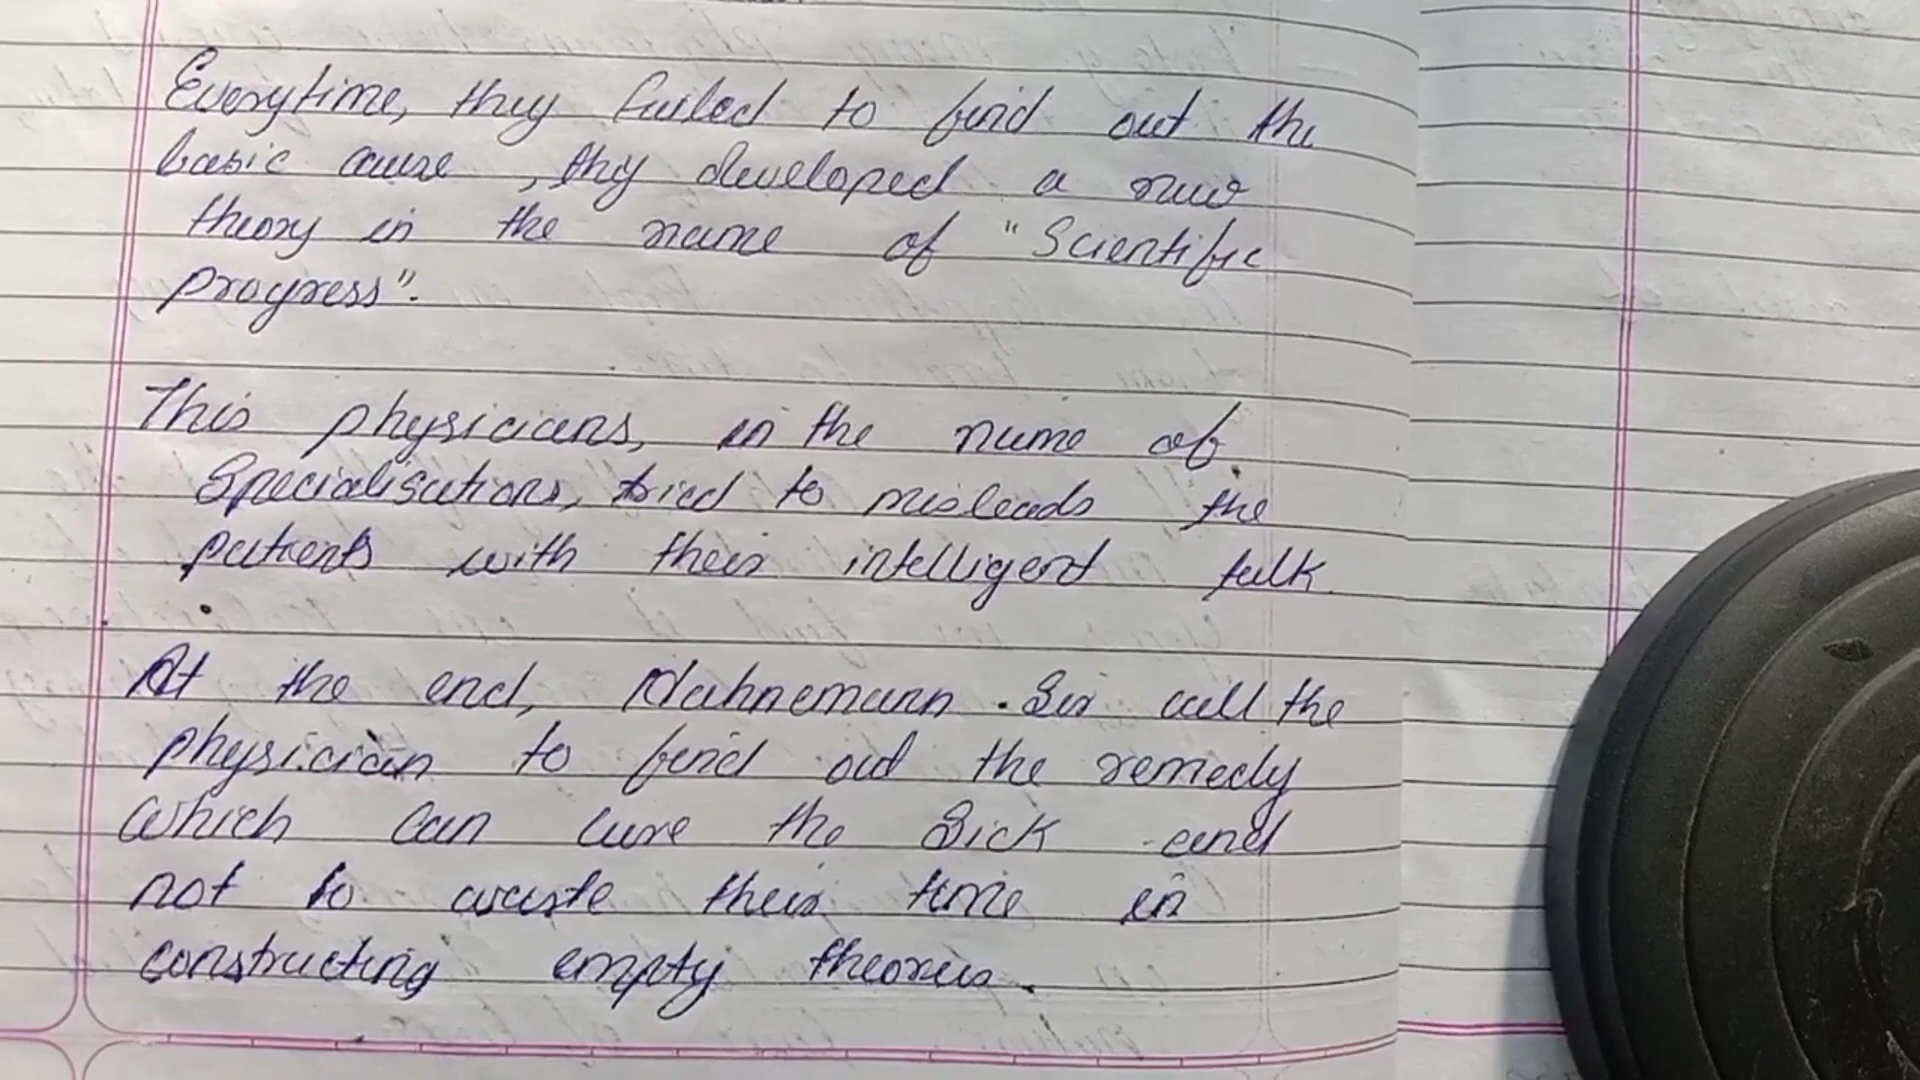 Everytime, they failed to find out the
basic cause, they developed a new
theory in the name of "Scientific
progress".
This physicians, in the name of
Specialisations, tried to misleads the
patients with their intelligent talk.
At the end, Hahnemann Sir call the
physician to find out the remedy
which can cure the sick and
not to waste their time in
constructing empty theories.